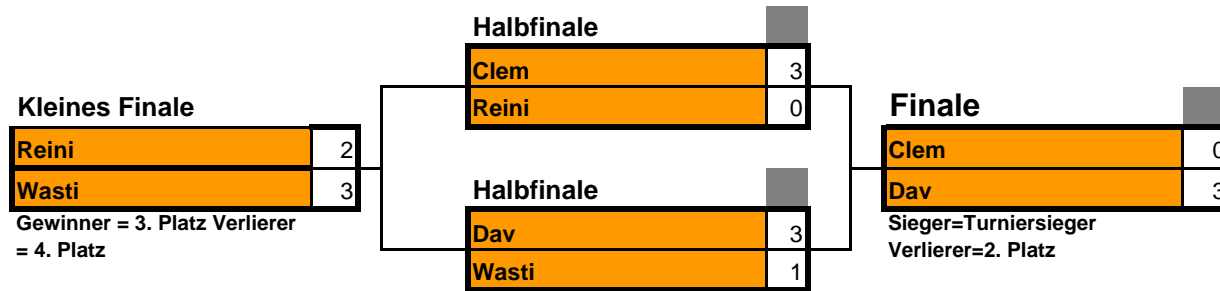 Kleines Finale
Reini 2
Wasti 3
Gewinner = 3. Platz Verlierer
= 4. Platz
Halbfinale
Clem 3
Reini 0
Halbfinale
Dav 3
Wasti 1
Finale
Clem 0
Dav 3
Sieger=Turniersieger
Verlierer=2. Platz